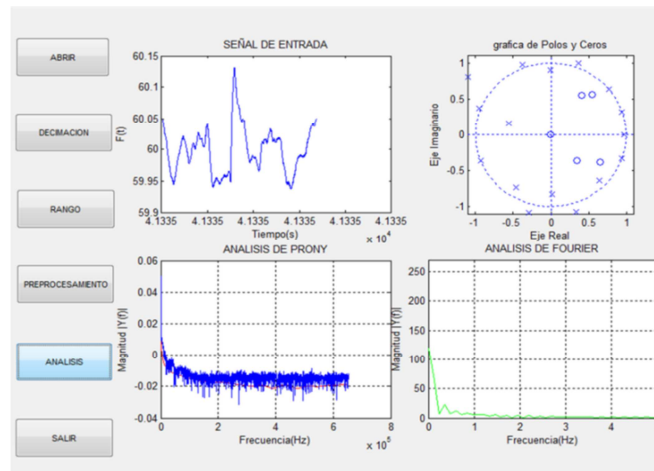 ABRIR
DECIMACION
RANGO
PREPROCESAMIENTO
ANALISIS
SALIR
SEÑAL DE ENTRADA
F(t)
60.15
60.1
60.05
60
59.95
59.9
4.1335 4.1335 4.1335 4.1335 4.1335 4.1335
Tiempo(s)
x 10^4
grafica de Polos y Ceros
Eje Imaginario
1
0.5
0
-0.5
-1
-1 -0.5 0 0.5 1
Eje Real
ANALISIS DE PRONY
Magnitud |Y(f)|
0.06
0.04
0.02
0
-0.02
-0.04
0 2 4 6 8
Frecuencia(Hz)
x 10^5
ANALISIS DE FOURIER
Magnitud |Y(f)|
250
200
150
100
50
0
0 1 2 3 4
Frecuencia(Hz)